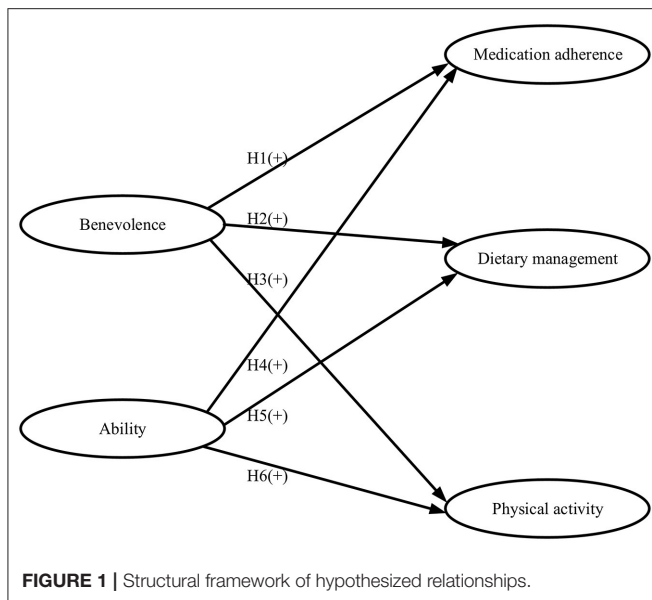 Medication adherence
H1(+)
Benevolence
H2(+)
Dietary management
H3(+)
H4(+)
H5(+)
Ability
H6(+)
Physical activity
FIGURE 1 | Structural framework of hypothesized relationships.